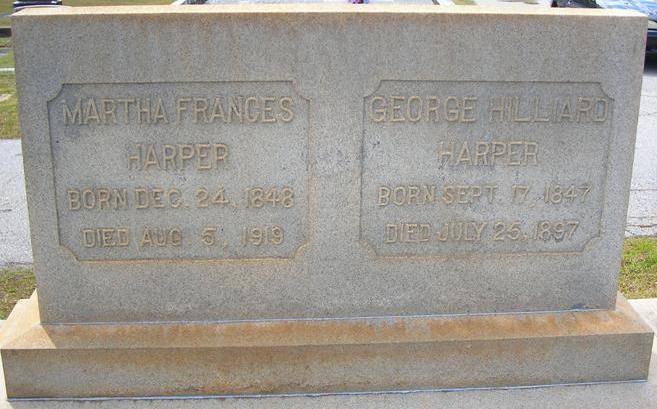 MARTHA FRANCES
HARPER
BORN DEC. 24, 1848
DIED AUG 5, 1919
GEORGE HILLIARD
HARPER
BORN SEPT. 17, 1847
DIED JULY 25, 1897